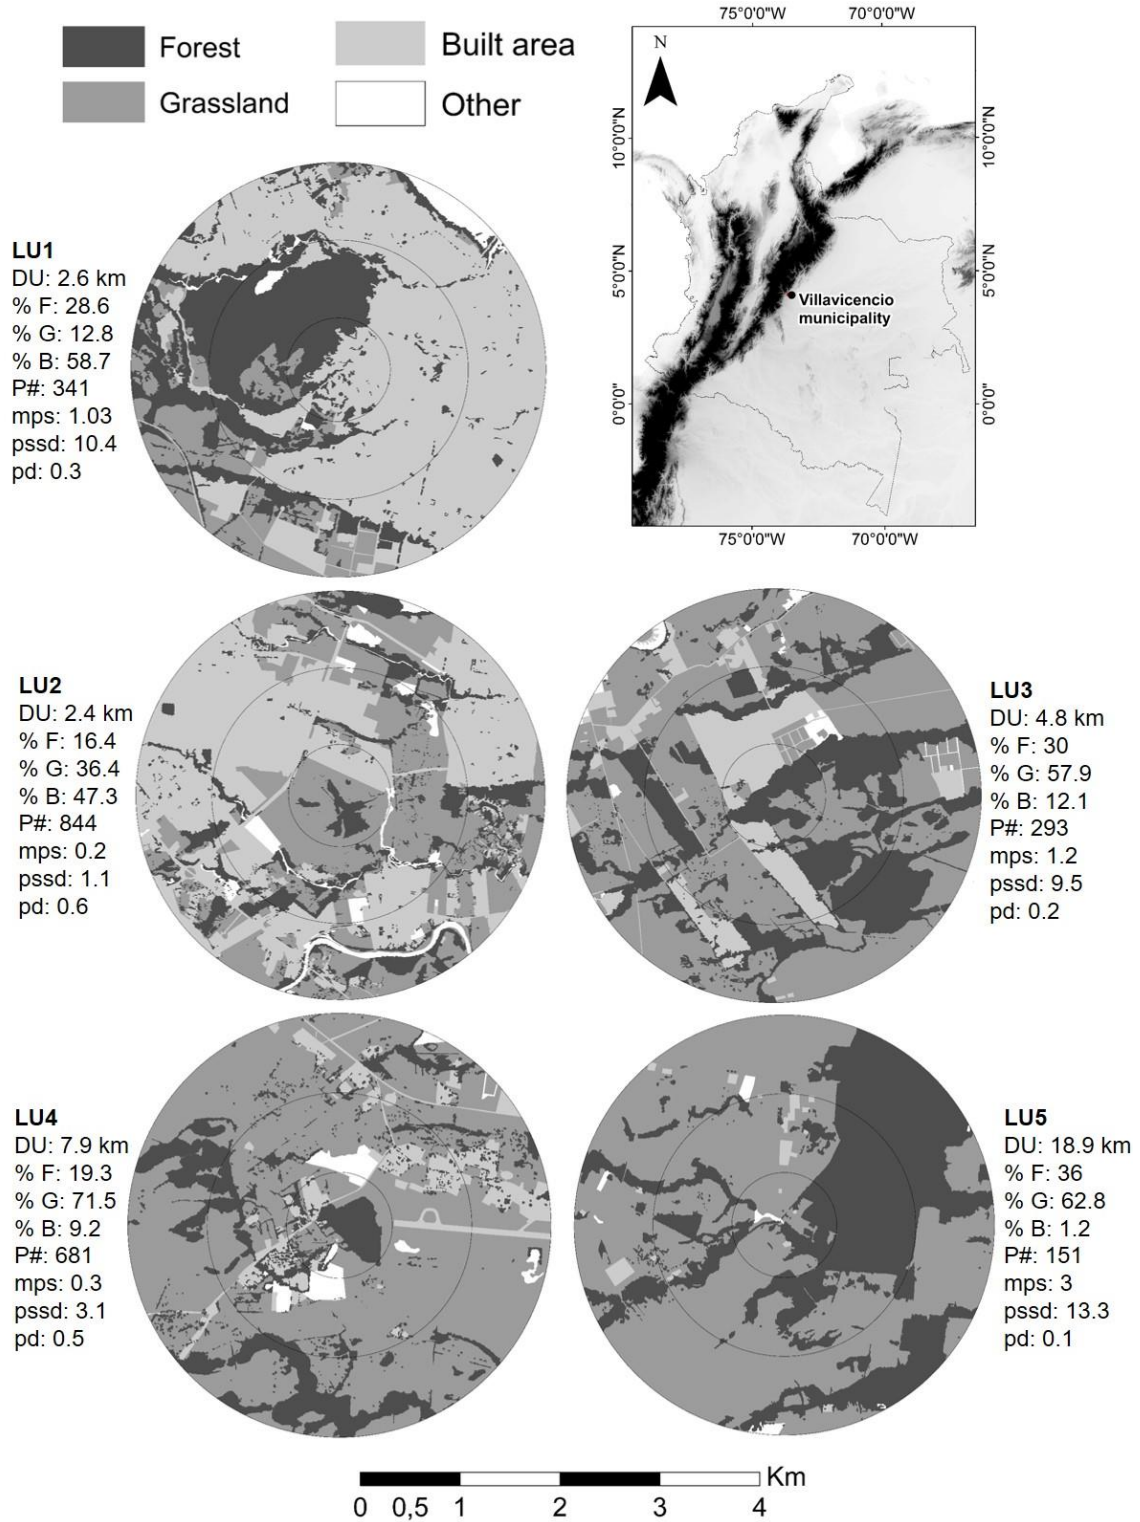 Forest
Built area
Grassland
Other
75°0'0"W
70°0'0"W
N
10°0'0"N
10°0'0"N
5°0'0"N
5°0'0"N
0°0'0"
0°0'0"
Villavicencio
municipality
75°0'0"W
70°0'0"W
LU1
DU: 2.6 km
% F: 28.6
% G: 12.8
% B: 58.7
P#: 341
mps: 1.03
pssd: 10.4
pd: 0.3
LU2
DU: 2.4 km
% F: 16.4
% G: 36.4
% B: 47.3
P#: 844
mps: 0.2
pssd: 1.1
pd: 0.6
LU3
DU: 4.8 km
% F: 30
% G: 57.9
% B: 12.1
P#: 293
mps: 1.2
pssd: 9.5
pd: 0.2
LU4
DU: 7.9 km
% F: 19.3
% G: 71.5
% B: 9.2
P#: 681
mps: 0.3
pssd: 3.1
pd: 0.5
LU5
DU: 18.9 km
% F: 36
% G: 62.8
% B: 1.2
P#: 151
mps: 3
pssd: 13.3
pd: 0.1
Km
0 0,5 1 2 3 4